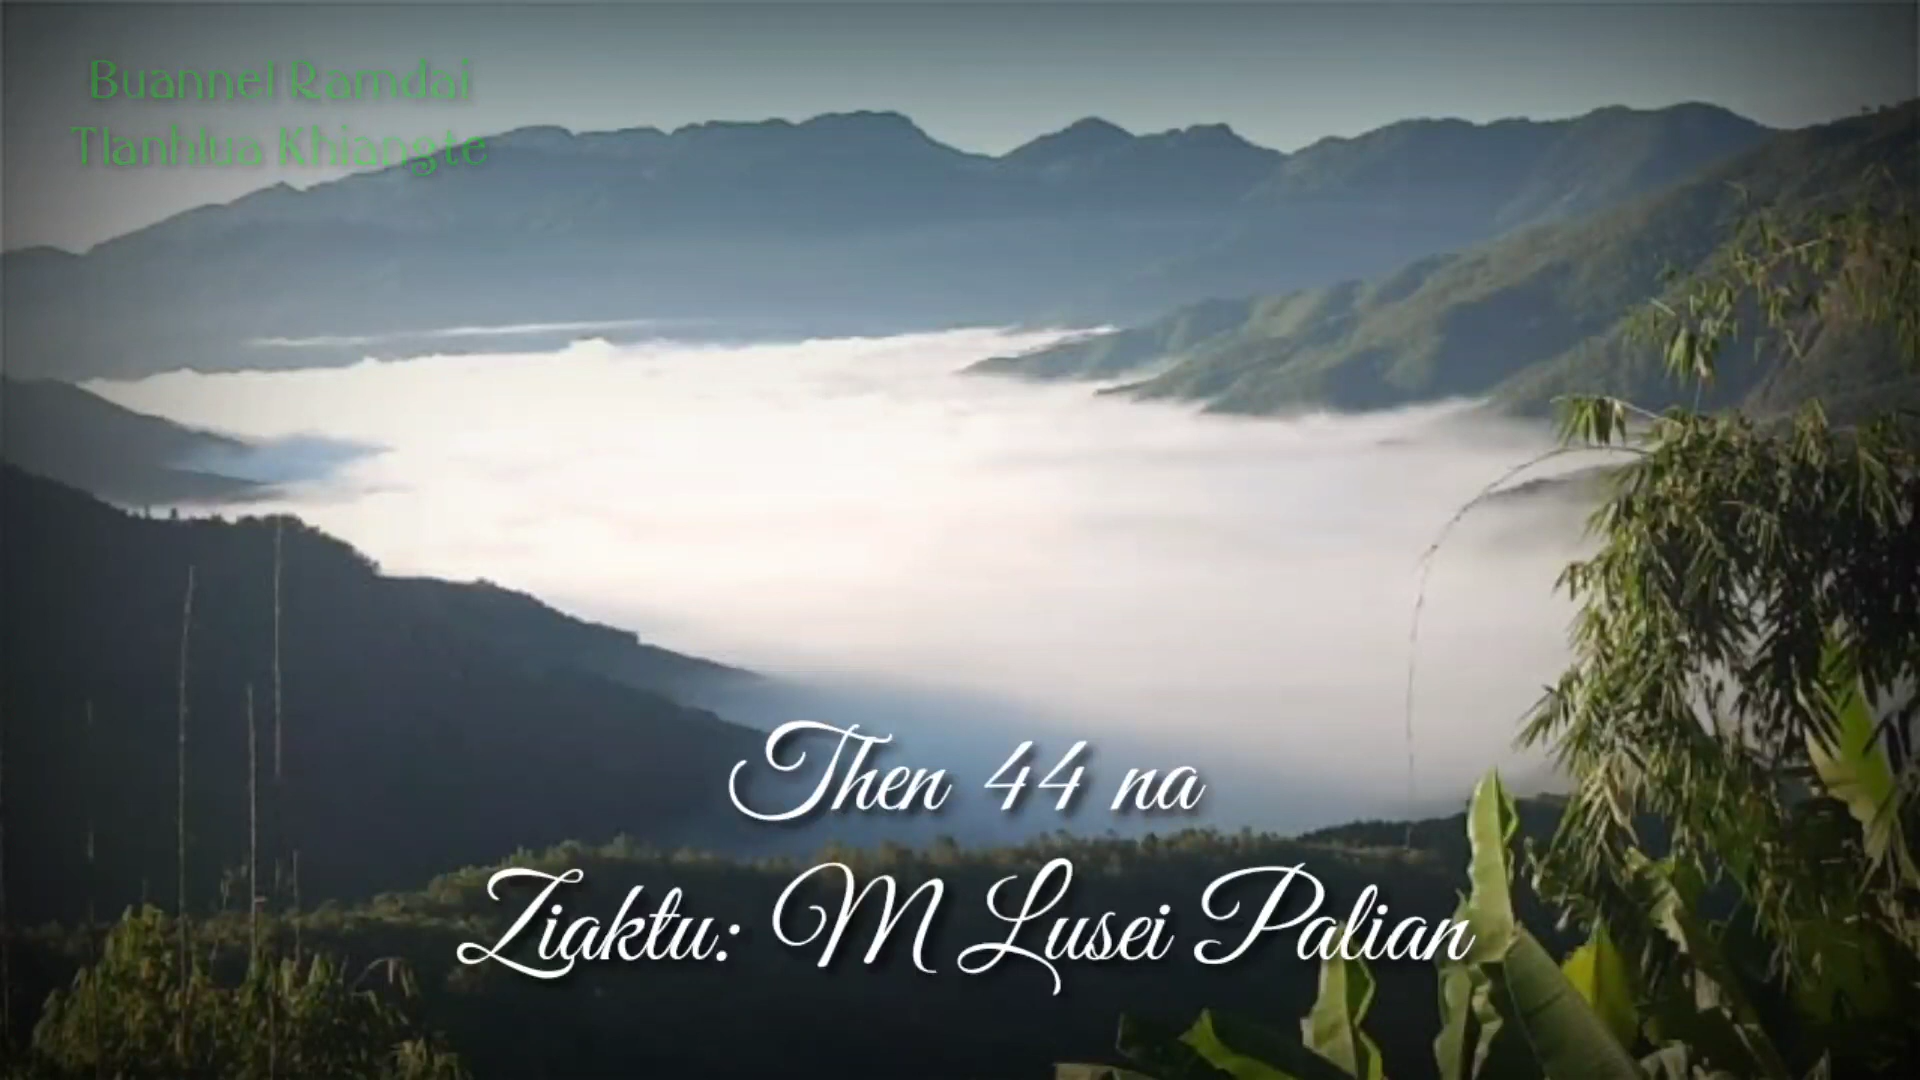 Buannel Ramdai
Tlanhlua Khiangte
Then 44 na
Ziaktu: M Lusei Palian